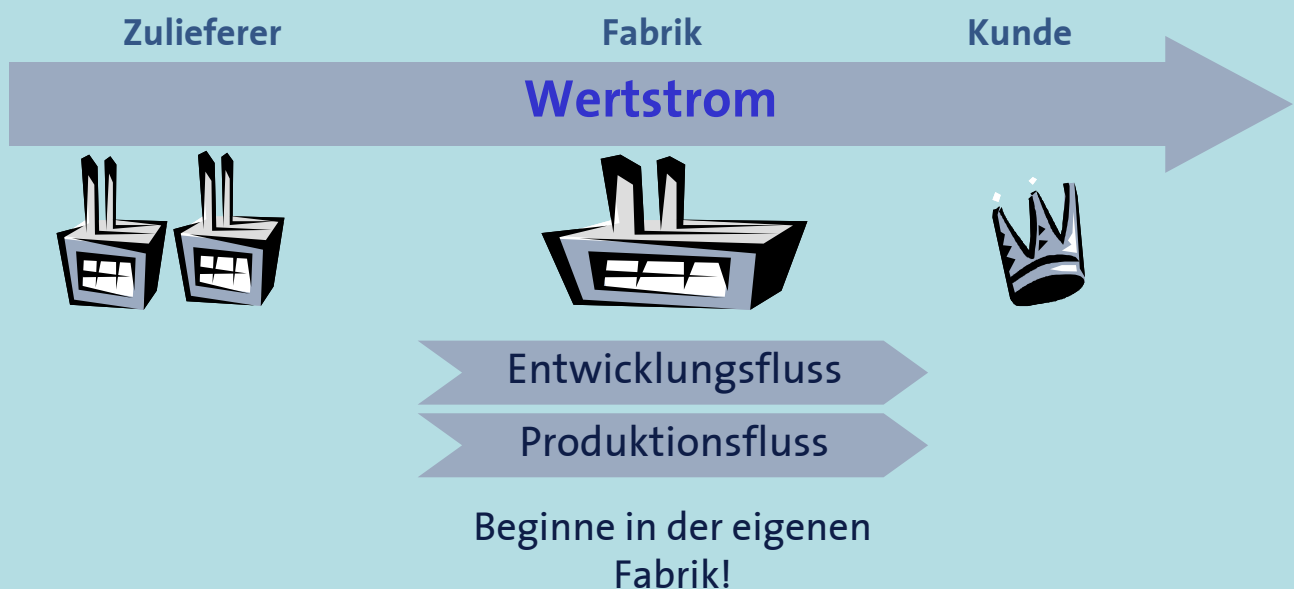 Zulieferer Fabrik Kunde
Wertstrom
Entwicklungsfluss
Produktionsfluss
Beginne in der eigenen
Fabrik!